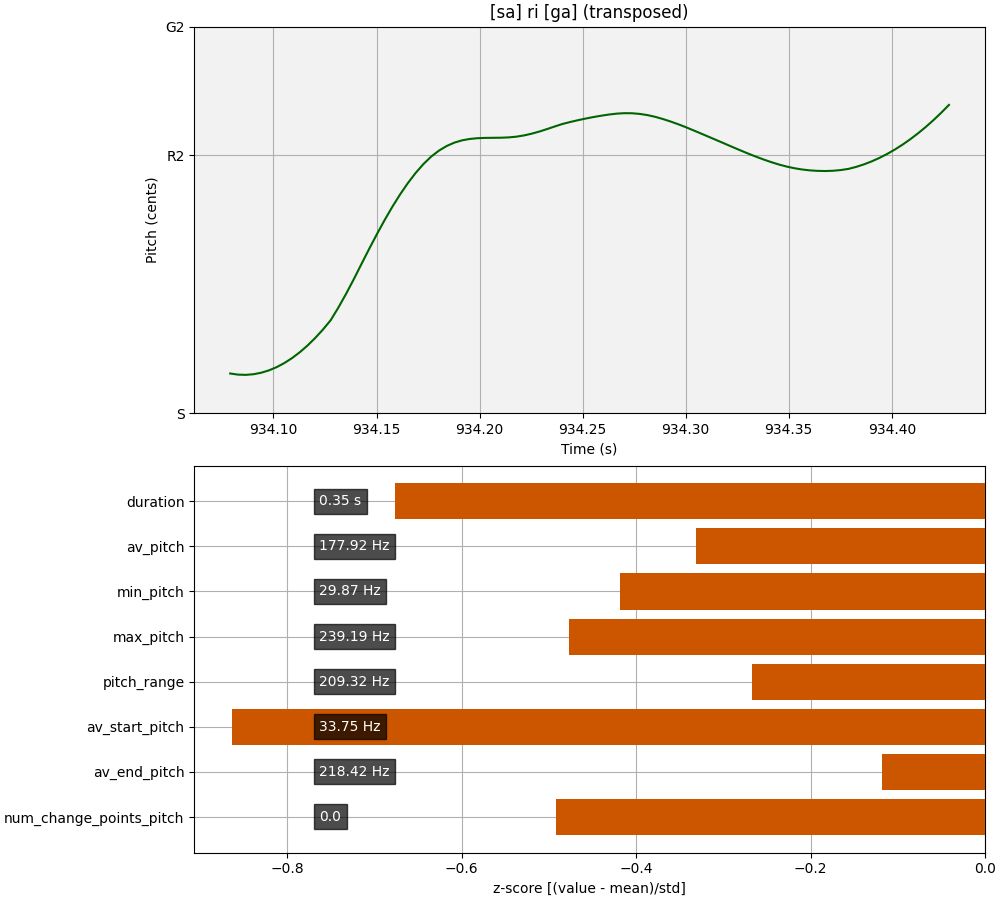 [sa] ri [ga] (transposed)
G2
R2
S
Pitch (cents)
934.10 934.15 934.20 934.25 934.30 934.35 934.40
Time (s)
duration 0.35 s
av_pitch 177.92 Hz
min_pitch 29.87 Hz
max_pitch 239.19 Hz
pitch_range 209.32 Hz
av_start_pitch 33.75 Hz
av_end_pitch 218.42 Hz
num_change_points_pitch 0.0
−0.8 −0.6 −0.4 −0.2 0.0
z-score [(value - mean)/std]